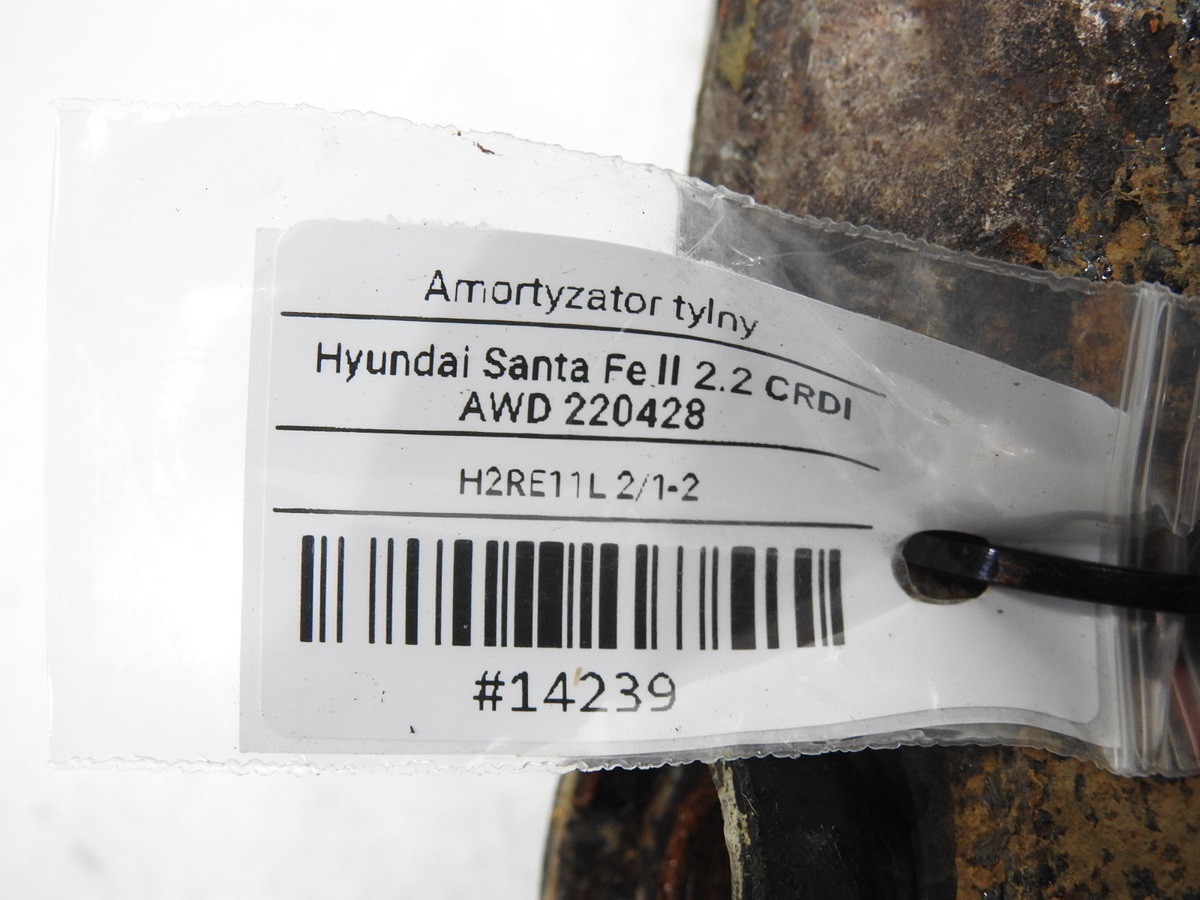 Amortyzator tylny
Hyundai Santa Fe II 2.2 CRDI
AWD 220428
H2RE11L 2/1-2
#14239